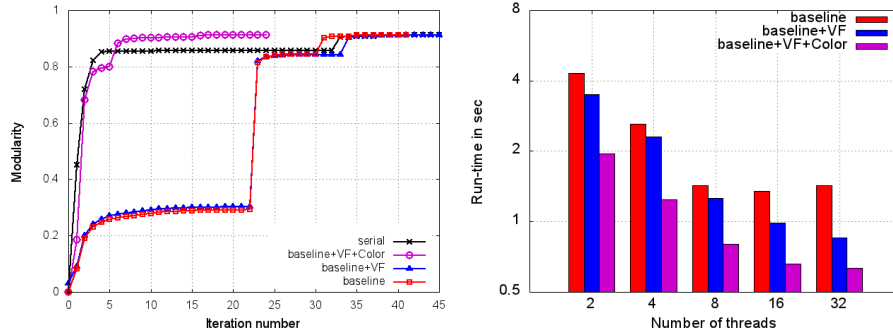 Modularity
1
0.8
0.6
0.4
0.2
0
0 5 10 15 20 25 30 35 40 45
Iteration number
serial
baseline+VF+Color
baseline+VF
baseline
Run-time in sec
8
4
2
1
0.5
2 4 8 16 32
Number of threads
baseline
baseline+VF
baseline+VF+Color